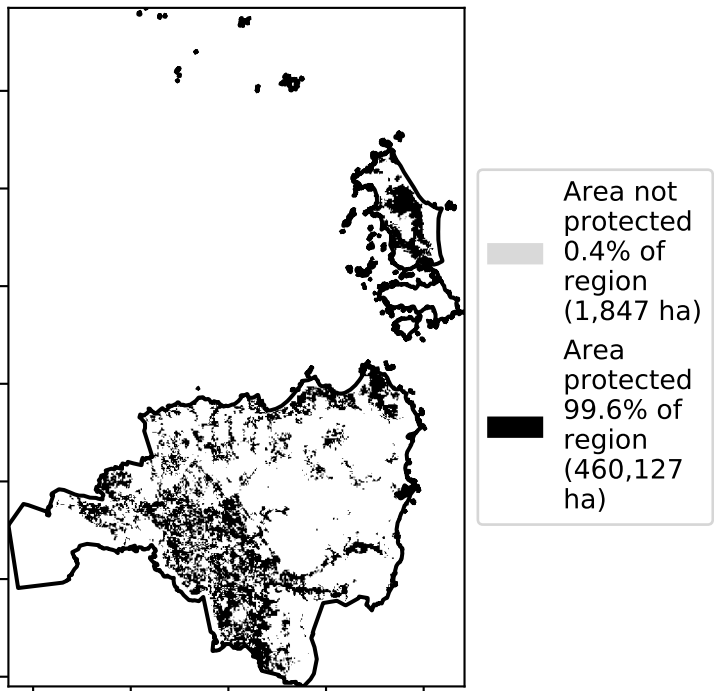 Area not
protected
0.4% of
region
(1,847 ha)
Area
protected
99.6% of
region
(460,127
ha)